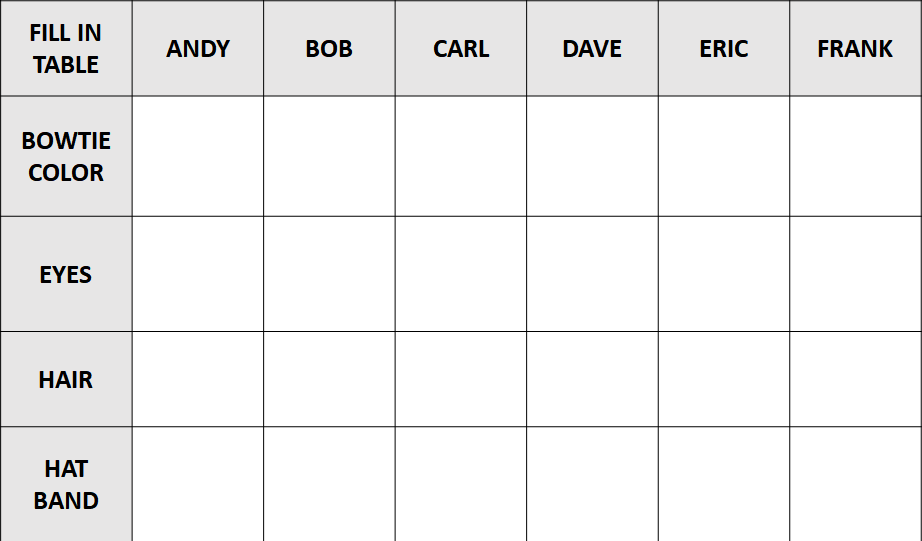 FILL IN
TABLE
ANDY
BOB
CARL
DAVE
ERIC
FRANK
BOWTIE
COLOR
EYES
HAIR
HAT
BAND